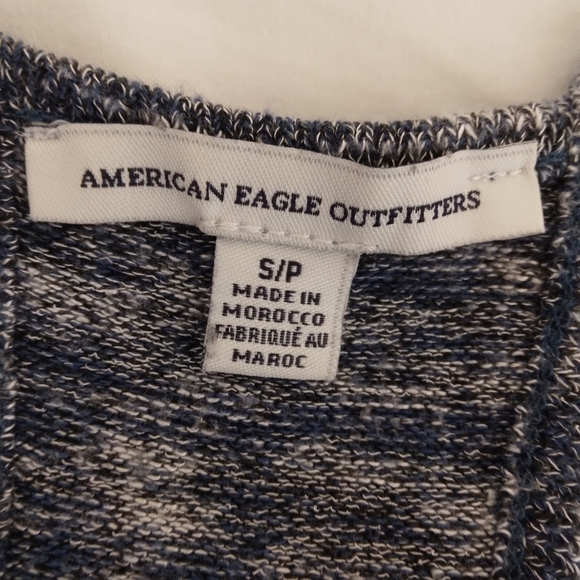 AMERICAN EAGLE OUTFITTERS
S/P
MADE IN
MOROCCO
FABRIQUÉ AU
MAROC